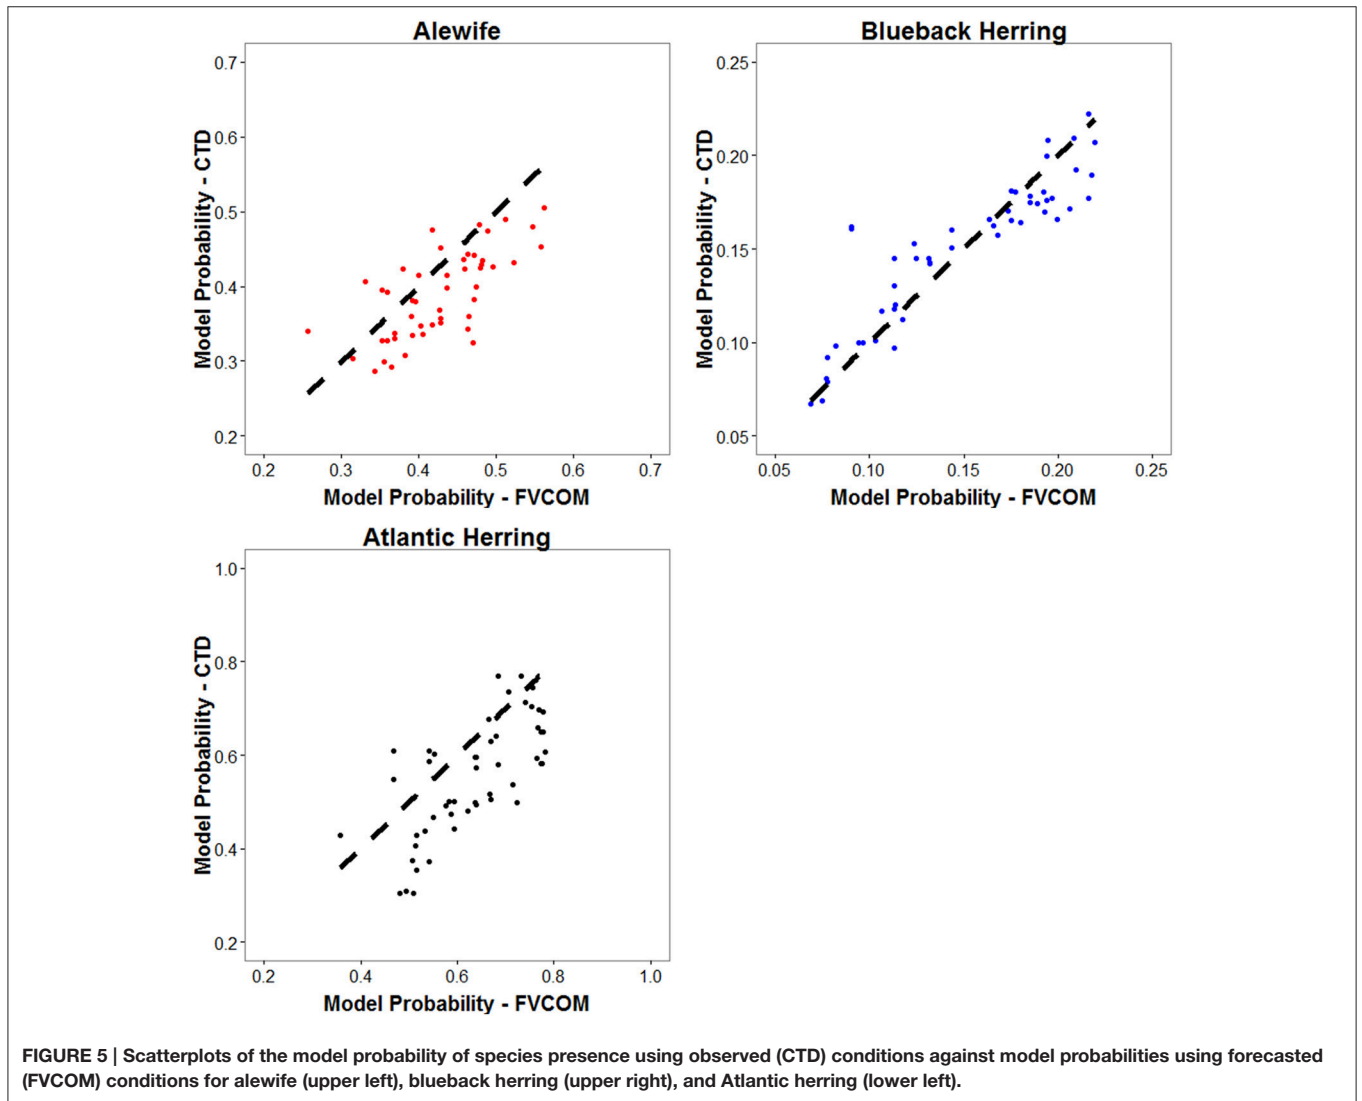 Alewife
0.7
0.6
0.5
0.4
0.3
0.2
Model Probability - CTD
0.2 0.3 0.4 0.5 0.6 0.7
Model Probability - FVCOM
Blueback Herring
0.25
0.20
0.15
0.10
0.05
Model Probability - CTD
0.05 0.10 0.15 0.20 0.25
Model Probability - FVCOM
Atlantic Herring
1.0
0.8
0.6
0.4
0.2
Model Probability - CTD
0.2 0.4 0.6 0.8 1.0
Model Probability - FVCOM
FIGURE 5 | Scatterplots of the model probability of species presence using observed (CTD) conditions against model probabilities using forecasted
(FVCOM) conditions for alewife (upper left), blueback herring (upper right), and Atlantic herring (lower left).